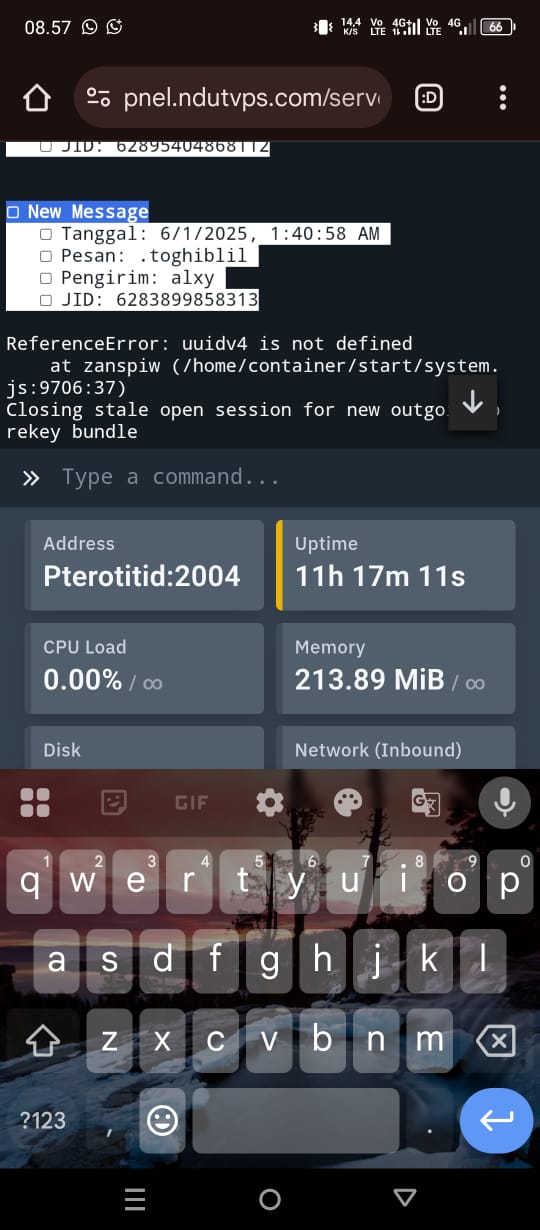 08.57 14,4 K/S Vo LTE 4G+ Vo LTE 4G 66
pnel.ndutvps.com/serv :D
JID: 62895404868112
New Message
Tanggal: 6/1/2025, 1:40:58 AM
Pesan: .toghiblil
Pengirim: alxy
JID: 6283899858313
ReferenceError: uuidv4 is not defined
at zanspiw (/home/container/start/system.
js:9706:37)
Closing stale open session for new outgo
rekey bundle
Type a command...
Address Uptime
Pterotitid:2004 11h 17m 11s
CPU Load Memory
0.00% / ∞ 213.89 MiB / ∞
Disk Network (Inbound)
GIF G
1 2 3 4 5 6 7 8 9 0
q w e r t y u i o p
a s d f g h j k l
z x c v b n m
?123 , .